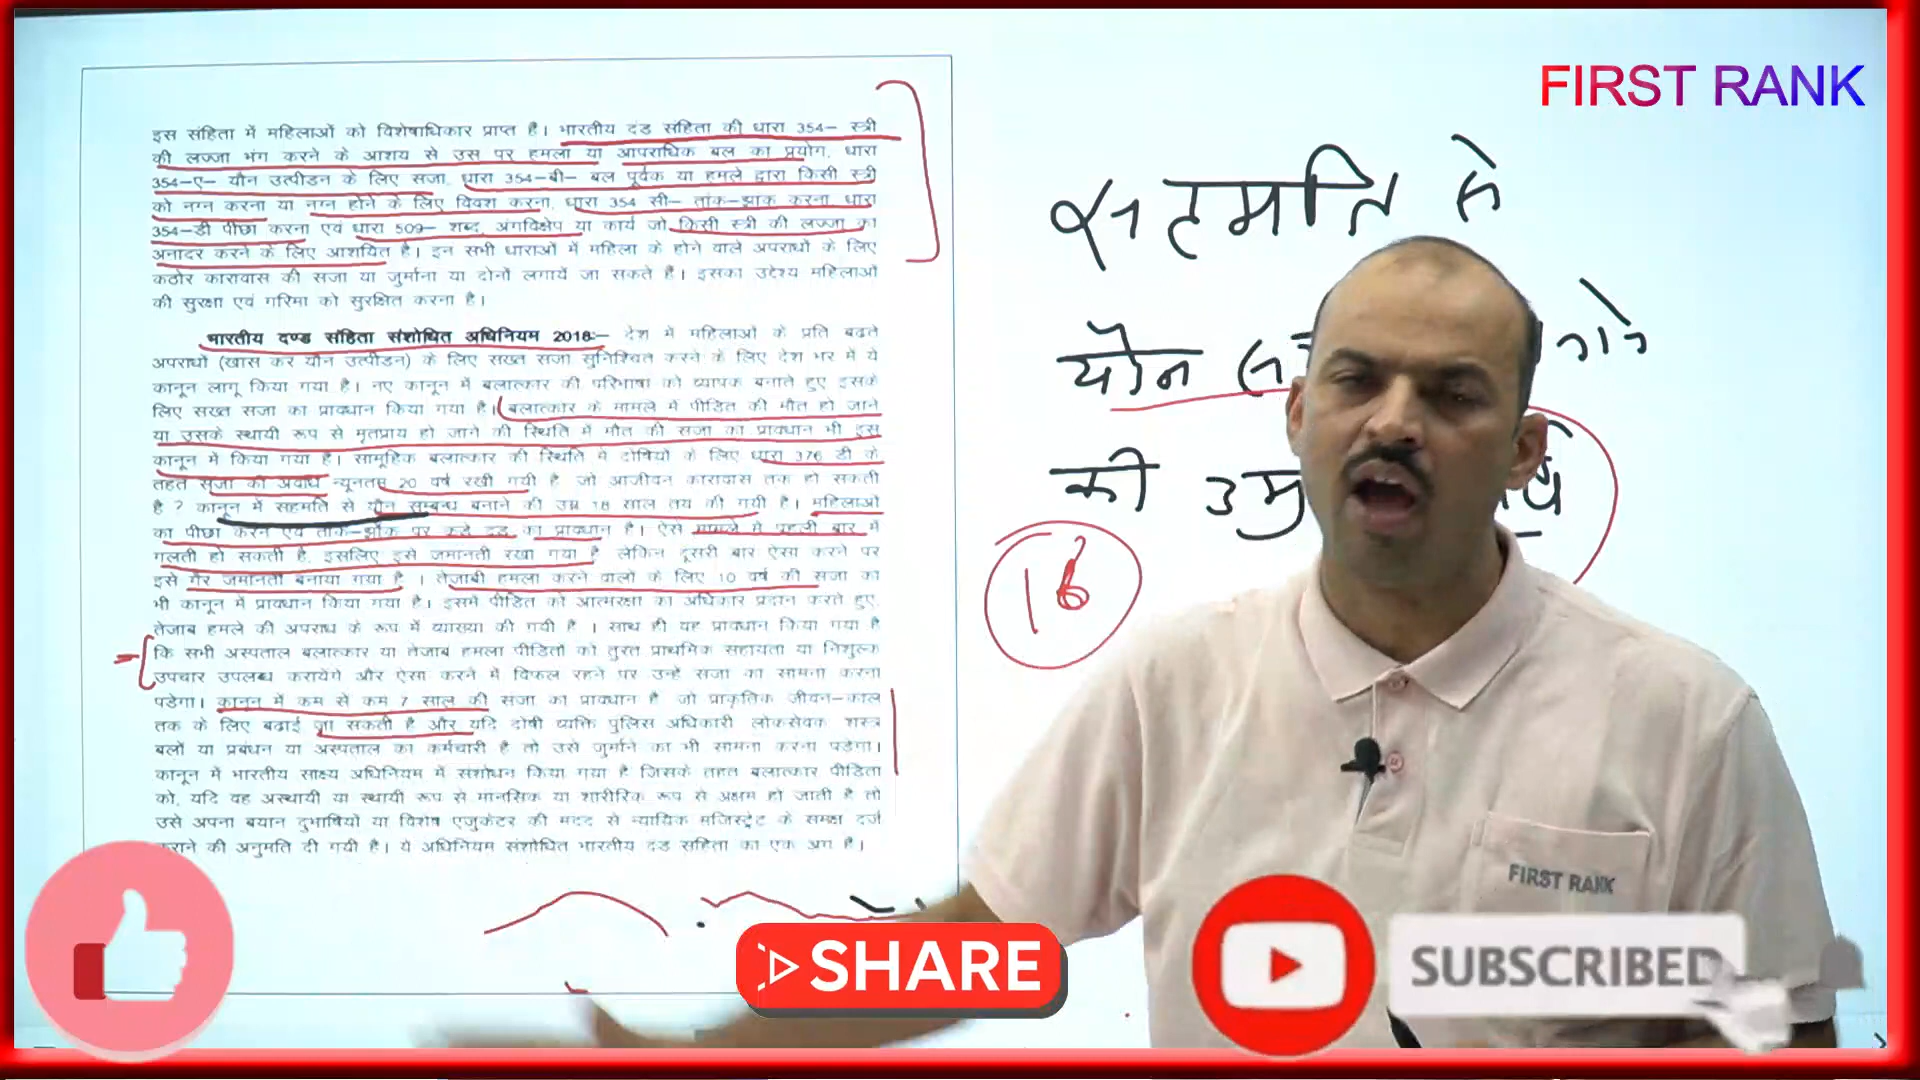 FIRST RANK
इस संहिता में महिलाओं को विशेषाधिकार प्राप्त है। भारतीय दंड संहिता की धारा 354– स्त्री
की लज्जा भंग करने के आशय से उस पर हमला या आपराधिक बल का प्रयोग, धारा
354-ए– यौन उत्पीडन के लिए सजा, धारा 354-बी– बल पूर्वक या हमले द्वारा किसी स्त्री
को नग्न करना या नग्न होने के लिए विवश करना, धारा 354 सी– तांक-झाक करना धारा
354-डी पीछा करना एवं धारा 509– शब्द, अंगविक्षेप या कार्य जो किसी स्त्री की लज्जा का
अनादर करने के लिए आशयित है। इन सभी धाराओं में महिला के होने वाले अपराधों के लिए
कठोर कारावास की सजा या जुर्माना या दोनों लगायें जा सकते हैं। इसका उद्देश्य महिलाओं
की सुरक्षा एवं गरिमा को सुरक्षित करना है।
भारतीय दण्ड संहिता संशोधित अधिनियम 2018:– देश में महिलाओं के प्रति बढते
अपराधों (खास कर यौन उत्पीडन) के लिए सख्त सजा सुनिश्चित करने के लिए देश भर में ये
कानून लागू किया गया है। नए कानून में बलात्कार की परिभाषा को व्यापक बनाते हुए इसके
लिए सख्त सजा का प्रावधान किया गया है। बलात्कार के मामले में पीडित की मौत हो जाने
या उसके स्थायी रूप से मृतप्राय हो जाने की स्थिति में मौत की सजा का प्रावधान भी इस
कानून में किया गया है। सामूहिक बलात्कार की स्थिति में दोषियों के लिए धारा 376 डी के
तहत सजा की अवधि न्यूनतम 20 वर्ष रखी गयी है जो आजीवन कारावास तक हो सकती
है ? कानून में सहमति से यौन सम्बन्ध बनाने की उम्र 18 साल तय की गयी है। महिलाओं
का पीछा करने एवं ताक-झाँक पर कडे दंड का प्रावधान है। ऐसे मामले में पहली बार में
गलती हो सकती है, इसलिए इसे जमानती रखा गया है लेकिन दूसरी बार ऐसा करने पर
इसे गैर जमानती बनाया गया है । तेजाबी हमला करने वालों के लिए 10 वर्ष की सजा का
भी कानून में प्रावधान किया गया है। इसमें पीडित को आत्मरक्षा का अधिकार प्रदान करते हुए,
तेजाब हमले की अपराध के रूप में व्याख्या की गयी है । साथ ही यह प्रावधान किया गया है
कि सभी अस्पताल बलात्कार या तेजाब हमला पीडितों को तुरंत प्राथमिक सहायता या निशुल्क
उपचार उपलब्ध करायेगे और ऐसा करने में विफल रहने पर उन्हें सजा का सामना करना
पडेगा। कानून में कम से कम 7 साल की सजा का प्रावधान है जो प्राकृतिक जीवन-काल
तक के लिए बढाई जा सकती है और यदि दोषी व्यक्ति पुलिस अधिकारी लोकसेवक शस्त्र
बलों या प्रबंधन या अस्पताल का कर्मचारी है तो उसे जुर्माने का भी सामना करना पडेगा।
कानून में भारतीय साक्ष्य अधिनियम में संशोधन किया गया है जिसके तहत बलात्कार पीडिता
को, यदि वह अस्थायी या स्थायी रूप से मानसिक या शारीरिक रूप से अक्षम हो जाती है तो
उसे अपना बयान दुभाषियों या विशेष एजुकेटर की मदद से न्यायिक मजिस्ट्रेट के समक्ष दर्ज
कराने की अनुमति दी गयी है। ये अधिनियम संशोधित भारतीय दंड संहिता का एक अंग है।
सहमति से
यौन
की उम्र
16
FIRST RANK
SHARE
SUBSCRIBED